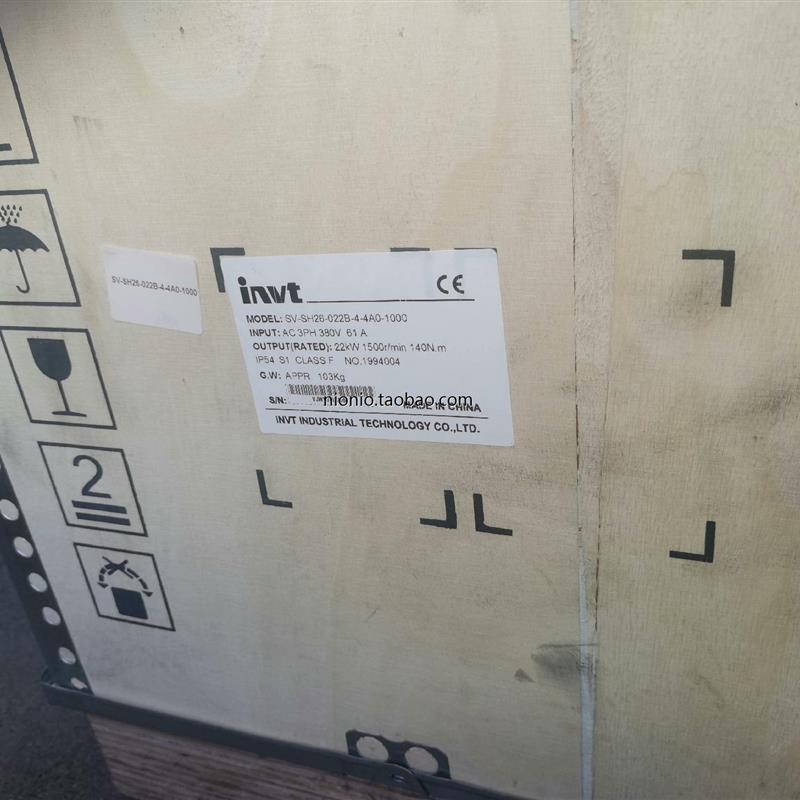 SV-SH26-022B-4-4A0-1000
invt
CE
MODEL: SV-SH26-022B-4-4A0-1000
INPUT: AC 3PH 380V 61 A
OUTPUT(RATED): 22kW 1500r/min 140N.m
IP54 S1 CLASS F NO.1994004
G.W: APPR 103Kg
S/N:
nionio.taobao.com
MADE IN CHINA
INVT INDUSTRIAL TECHNOLOGY CO.,LTD.
2